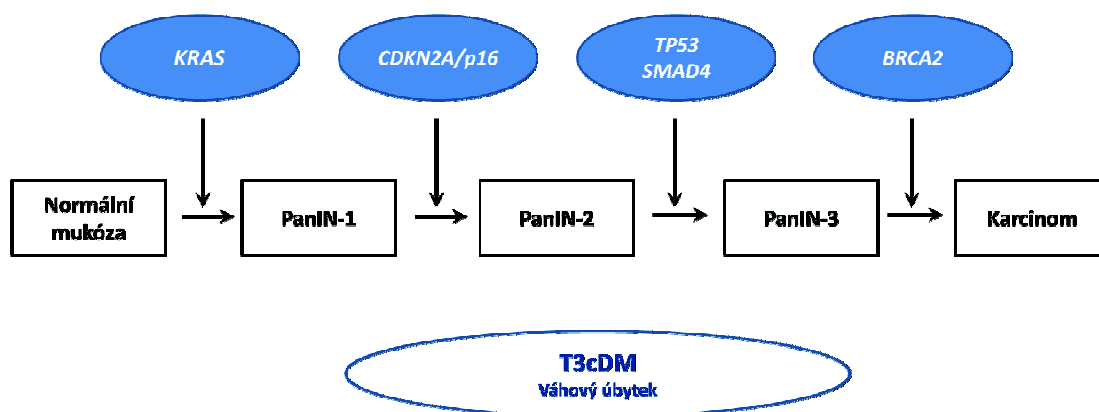 KRAS
CDKN2A/p16
TP53
SMAD4
BRCA2
Normální
mukóza
PanIN-1
PanIN-2
PanIN-3
Karcinom
T3cDM
Váhový úbytek